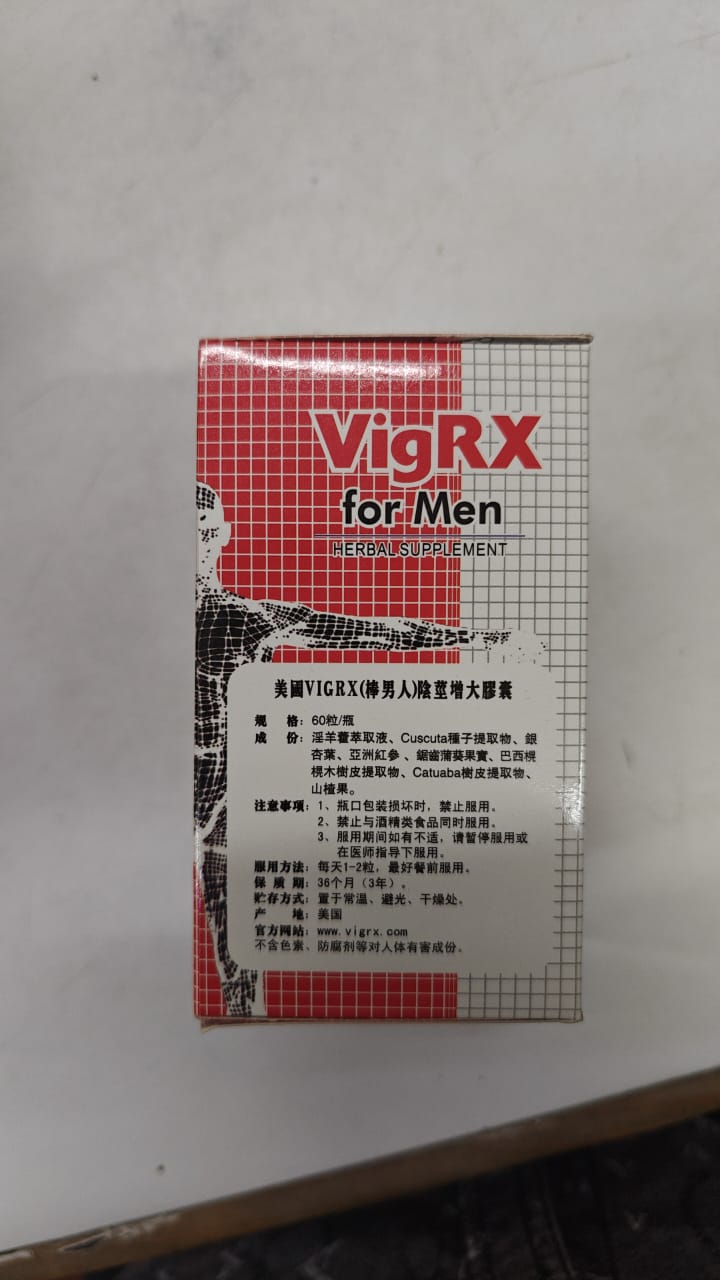 VigRX
for Men
HERBAL SUPPLEMENT
美國VIGRX(棒男人)陰莖增大膠囊
规 格：60粒/瓶
成 份：淫羊藿萃取液、Cuscuta種子提取物、銀
杏葉、亞洲紅參、鋸齒蒲葵果實、巴西榥
榥木樹皮提取物、Catuaba樹皮提取物、
山楂果。
注意事项：1、瓶口包装损坏时，禁止服用。
2、禁止与酒精类食品同时服用。
3、服用期间如有不适，请暂停服用或
在医师指导下服用。
服用方法：每天1-2粒，最好餐前服用。
保 质 期：36个月（3年）。
贮存方式：置于常温、避光、干燥处。
产 地：美国
官方网站：www.vigrx.com
不含色素、防腐剂等对人体有害成份。